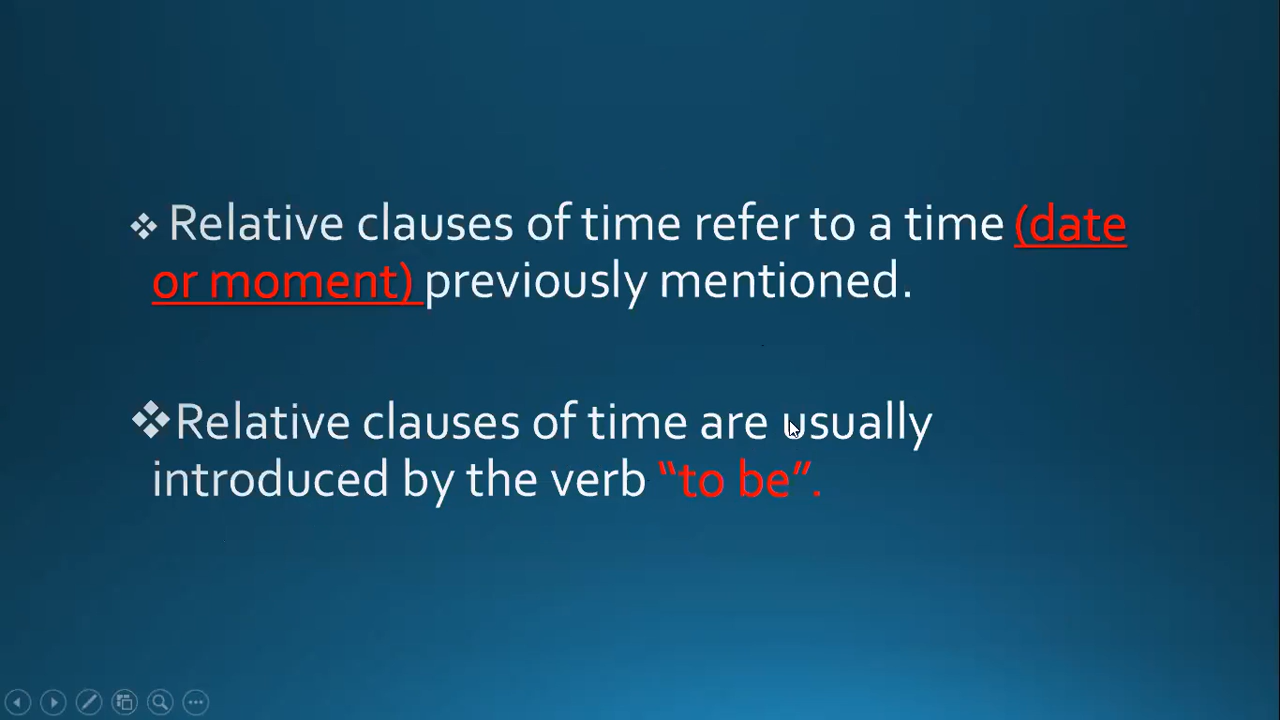 ❖ Relative clauses of time refer to a time (date
or moment) previously mentioned.
❖Relative clauses of time are usually
introduced by the verb “to be”.